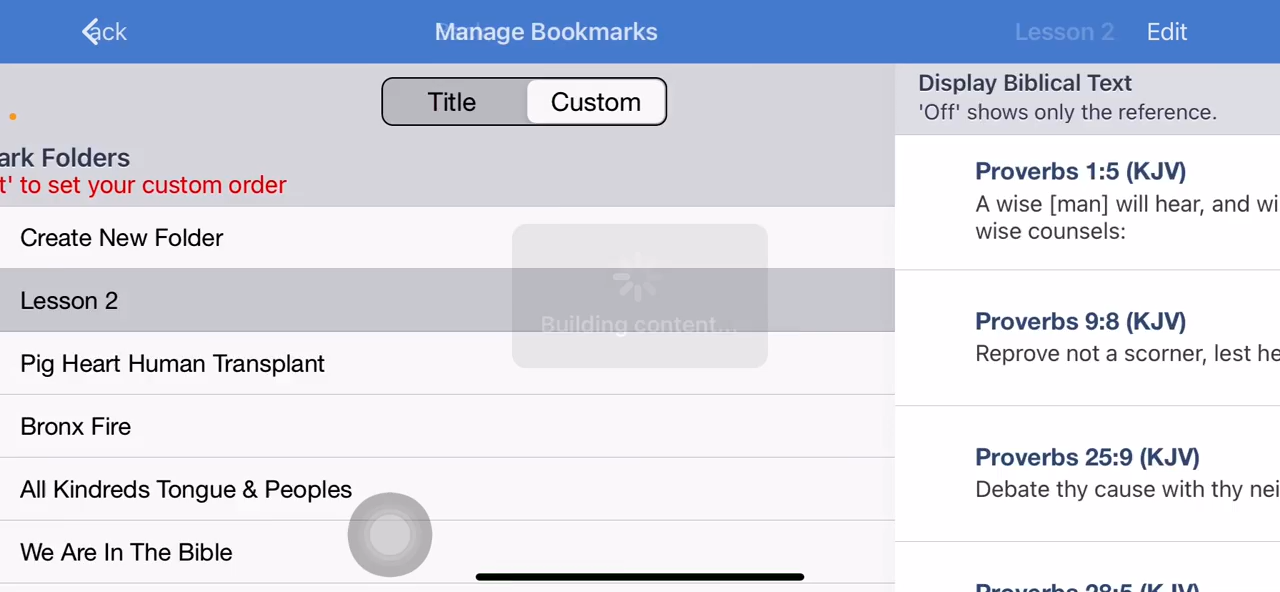 ack
Manage Bookmarks
Lesson 2
Edit
Title
Custom
ark Folders
t' to set your custom order
Create New Folder
Lesson 2
Pig Heart Human Transplant
Bronx Fire
All Kindreds Tongue & Peoples
We Are In The Bible
Building content...
Display Biblical Text
'Off' shows only the reference.
Proverbs 1:5 (KJV)
A wise [man] will hear, and wi
wise counsels:
Proverbs 9:8 (KJV)
Reprove not a scorner, lest he
Proverbs 25:9 (KJV)
Debate thy cause with thy nei
Proverbs 28:5 (KJV)